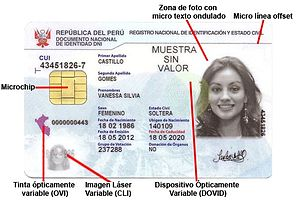 Zona de foto con
micro texto ondulado
Micro línea offset
REPÚBLICA DEL PERÚ
REGISTRO NACIONAL DE IDENTIFICACIÓN Y ESTADO CIVIL
DOCUMENTO NACIONAL
DE IDENTIDAD DNI
CUI
43451826-7
Primer Apellido
CASTILLO
Segundo Apellido
GOMES
Prenombres
VANESSA SILVIA
MUESTRA
SIN
VALOR
Microchip
Sexo
FEMENINO
Estado Civil
SOLTERA
Fecha de Nacimiento
18 02 1986
Ubigeo de Nacimiento
140109
0000000443
Fecha de Emisión
18 05 2012
Fecha de Caducidad
18 05 2020
Grupo de Votación
237288
Donación de Órganos
NO
Tinta ópticamente
variable (OVI)
Imagen Láser
Variable (CLI)
Dispositivo Ópticamente
Variable (DOVID)